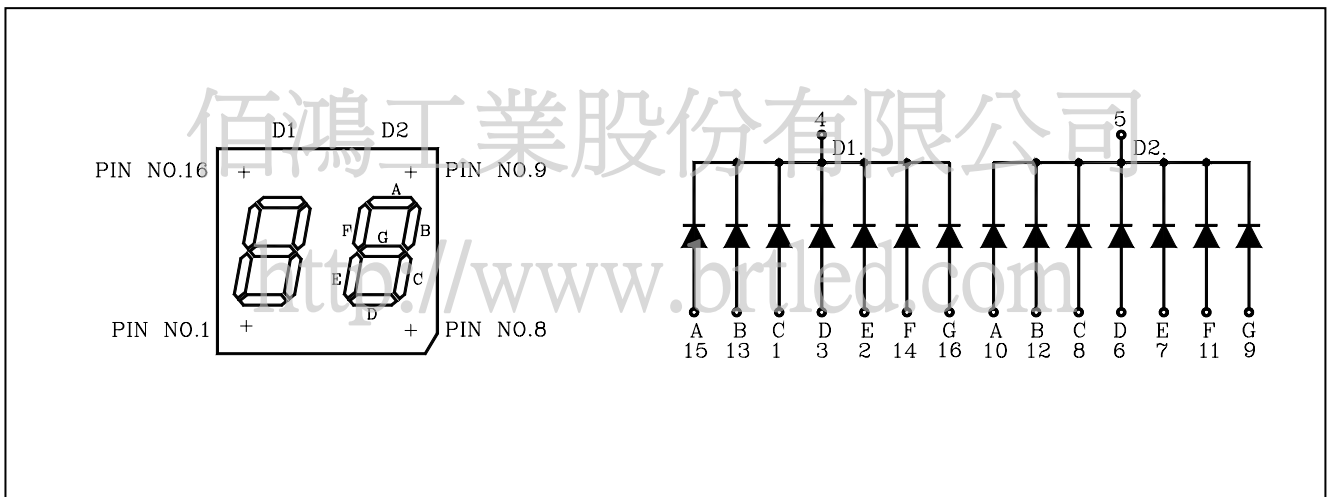 佰鴻工業股份有限公司
D1 D2
PIN NO.16 + + PIN NO.9
A
F B
G
E C
D
PIN NO.1 + + PIN NO.8
http://www.brtled.com
4 5
D1. D2.
A B C D E F G A B C D E F G
15 13 1 3 2 14 16 10 12 8 6 7 11 9